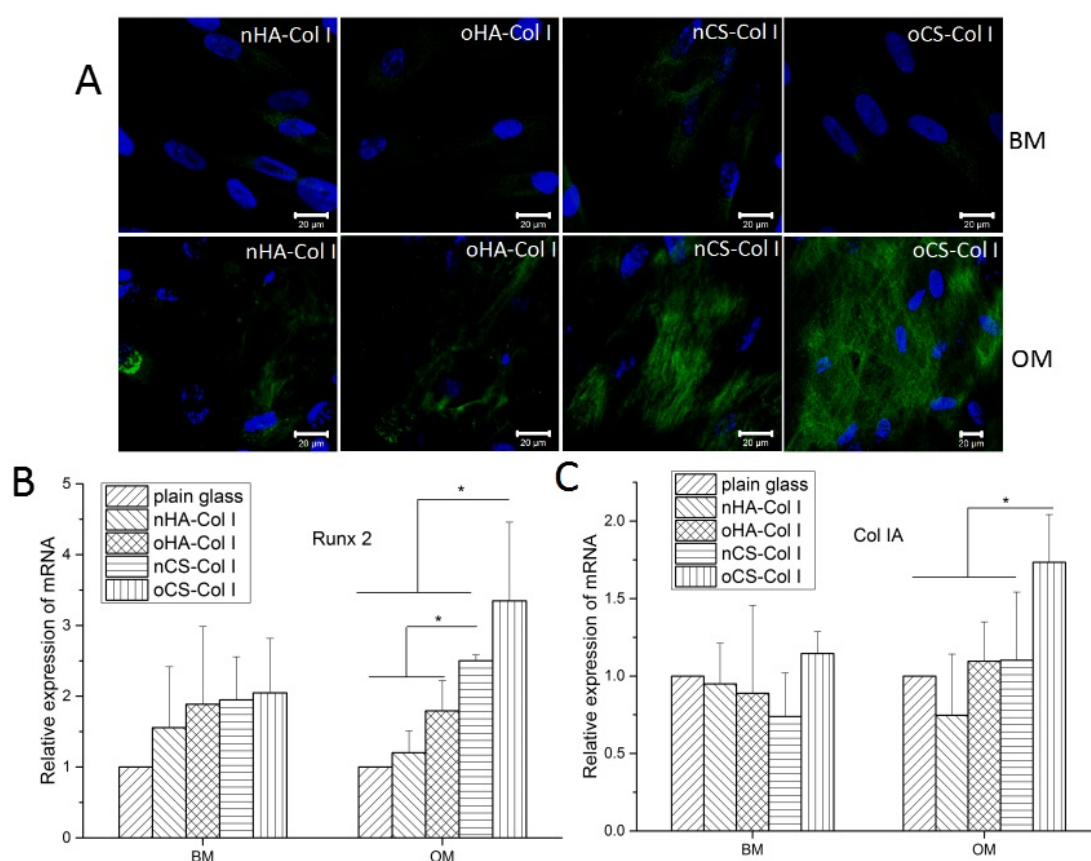 A
nHA-Col I
oHA-Col I
nCS-Col I
oCS-Col I
20 µm
20 µm
20 µm
20 µm
BM
nHA-Col I
oHA-Col I
nCS-Col I
oCS-Col I
20 µm
20 µm
20 µm
20 µm
OM
B
Relative expression of mRNA
5
4
3
2
1
0
plain glass
nHA-Col I
oHA-Col I
nCS-Col I
oCS-Col I
Runx 2
*
*
BM
OM
C
Relative expression of mRNA
2.0
1.5
1.0
0.5
0.0
plain glass
nHA-Col I
oHA-Col I
nCS-Col I
oCS-Col I
Col IA
*
BM
OM